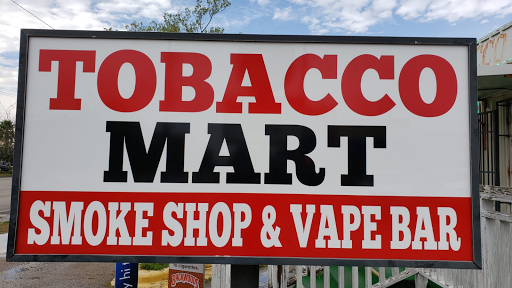 TOBACCO
MART
SMOKE SHOP & VAPE BAR